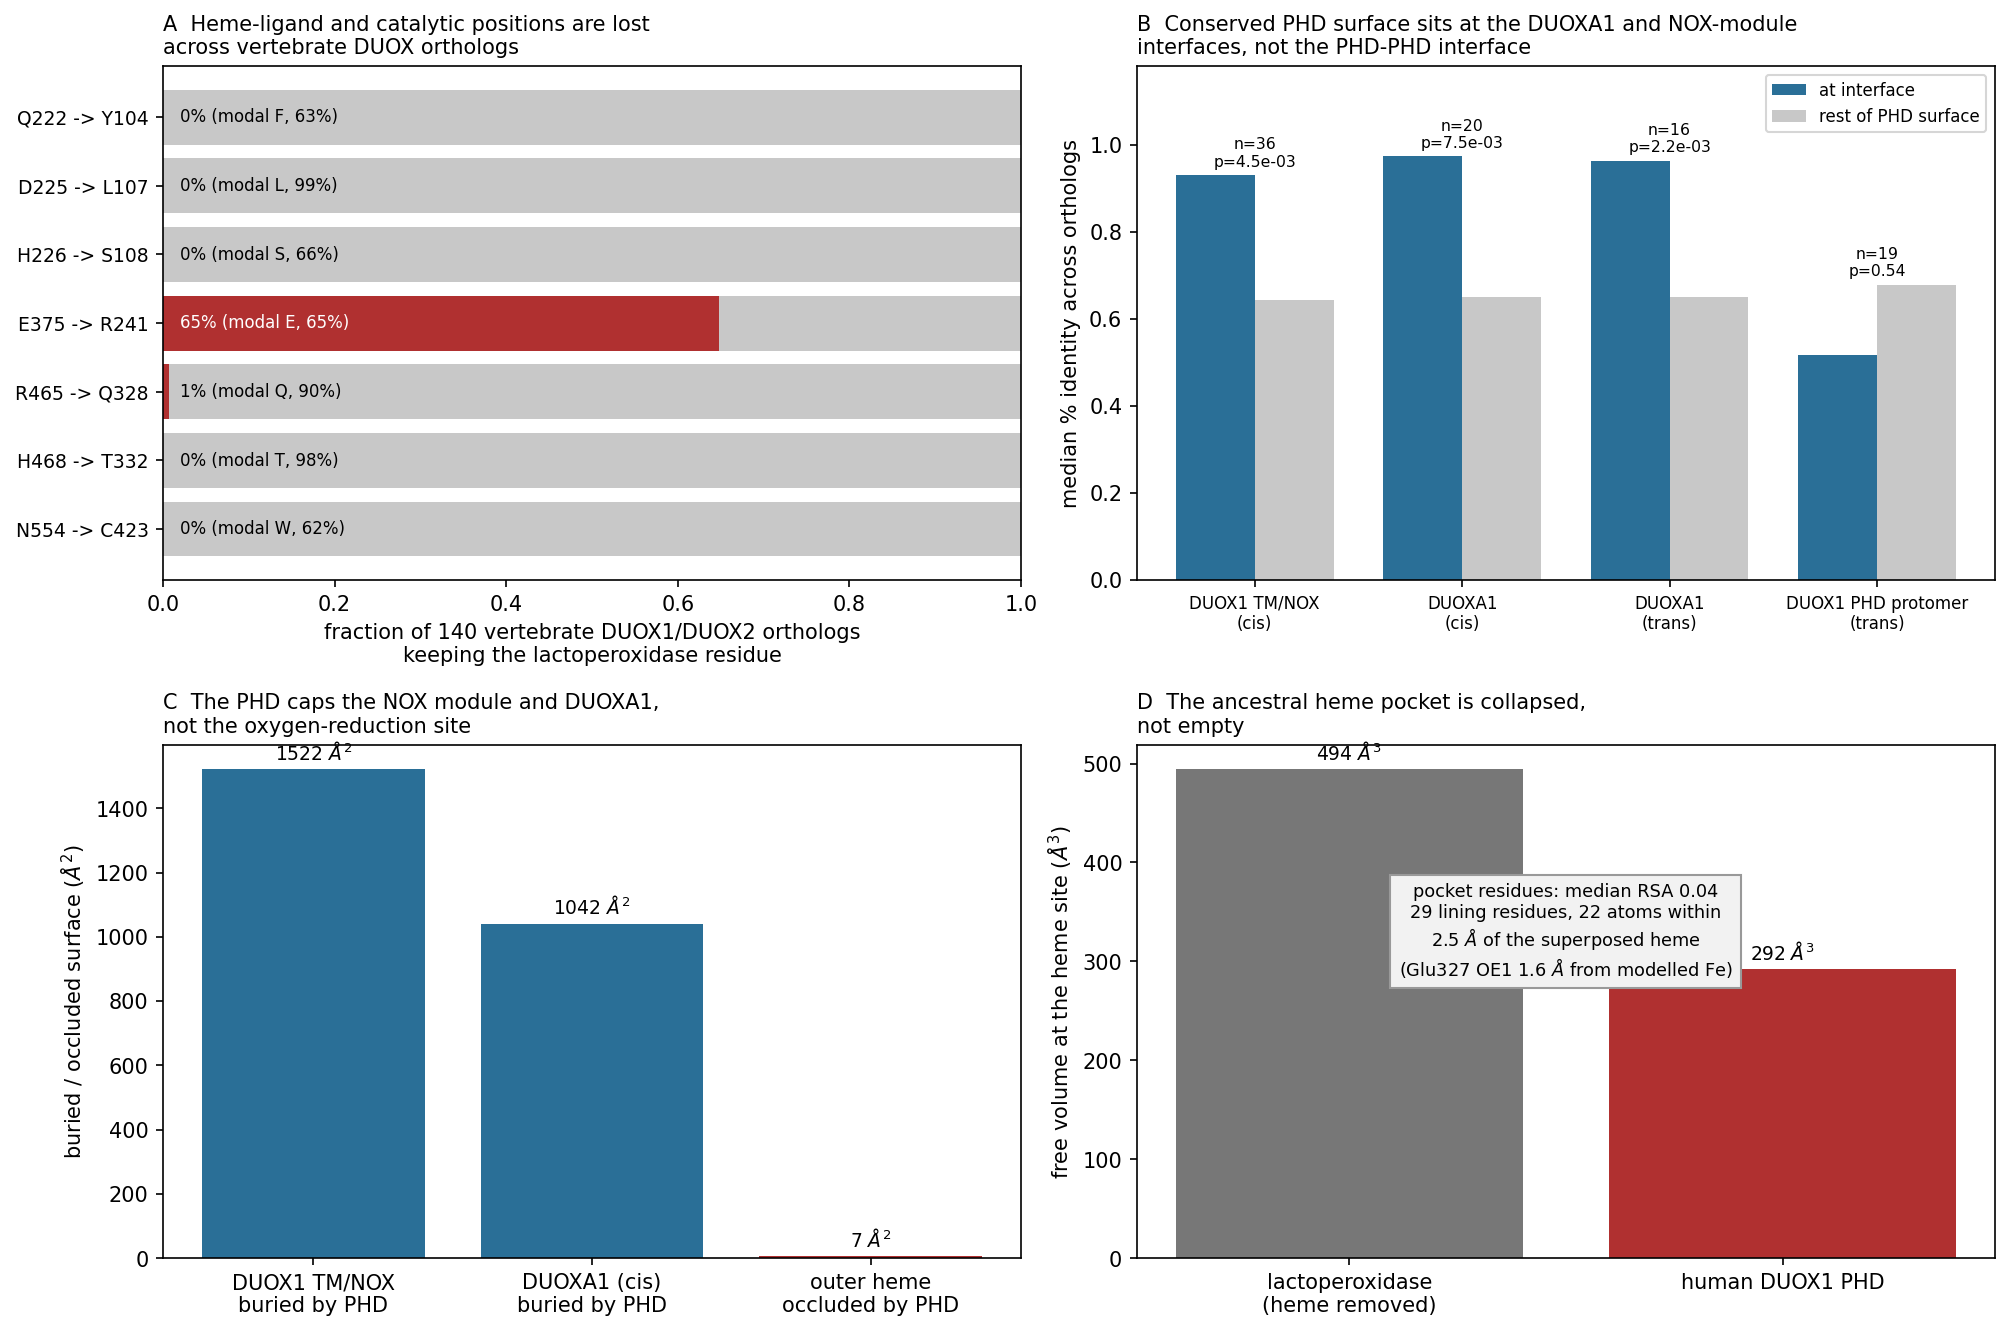 A  Heme-ligand and catalytic positions are lost
across vertebrate DUOX orthologs
Q222 -> Y104
0% (modal F, 63%)
D225 -> L107
0% (modal L, 99%)
H226 -> S108
0% (modal S, 66%)
E375 -> R241
65% (modal E, 65%)
R465 -> Q328
1% (modal Q, 90%)
H468 -> T332
0% (modal T, 98%)
N554 -> C423
0% (modal W, 62%)
0.0 0.2 0.4 0.6 0.8 1.0
fraction of 140 vertebrate DUOX1/DUOX2 orthologs
keeping the lactoperoxidase residue
B  Conserved PHD surface sits at the DUOXA1 and NOX-module
interfaces, not the PHD-PHD interface
at interface
rest of PHD surface
median % identity across orthologs
1.0
0.8
0.6
0.4
0.2
0.0
n=36
p=4.5e-03
n=20
p=7.5e-03
n=16
p=2.2e-03
n=19
p=0.54
DUOX1 TM/NOX
(cis)
DUOXA1
(cis)
DUOXA1
(trans)
DUOX1 PHD protomer
(trans)
C  The PHD caps the NOX module and DUOXA1,
not the oxygen-reduction site
buried / occluded surface (Å²)
1400
1200
1000
800
600
400
200
0
1522 Å²
1042 Å²
7 Å²
DUOX1 TM/NOX
buried by PHD
DUOXA1 (cis)
buried by PHD
outer heme
occluded by PHD
D  The ancestral heme pocket is collapsed,
not empty
free volume at the heme site (Å³)
500
400
300
200
100
0
494 Å³
pocket residues: median RSA 0.04
29 lining residues, 22 atoms within
2.5 Å of the superposed heme
(Glu327 OE1 1.6 Å from modelled Fe)
292 Å³
lactoperoxidase
(heme removed)
human DUOX1 PHD